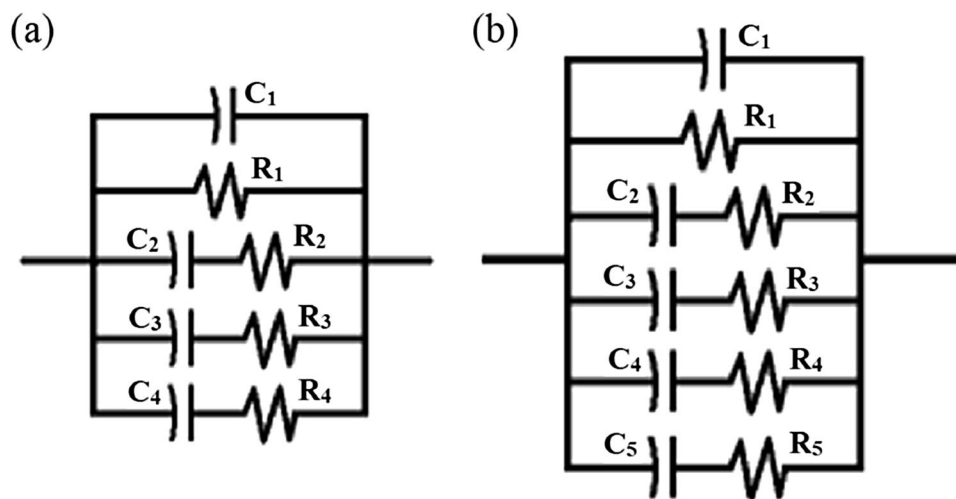 (a)
C₁
R₁
C₂ R₂
C₃ R₃
C₄ R₄
(b)
C₁
R₁
C₂ R₂
C₃ R₃
C₄ R₄
C₅ R₅